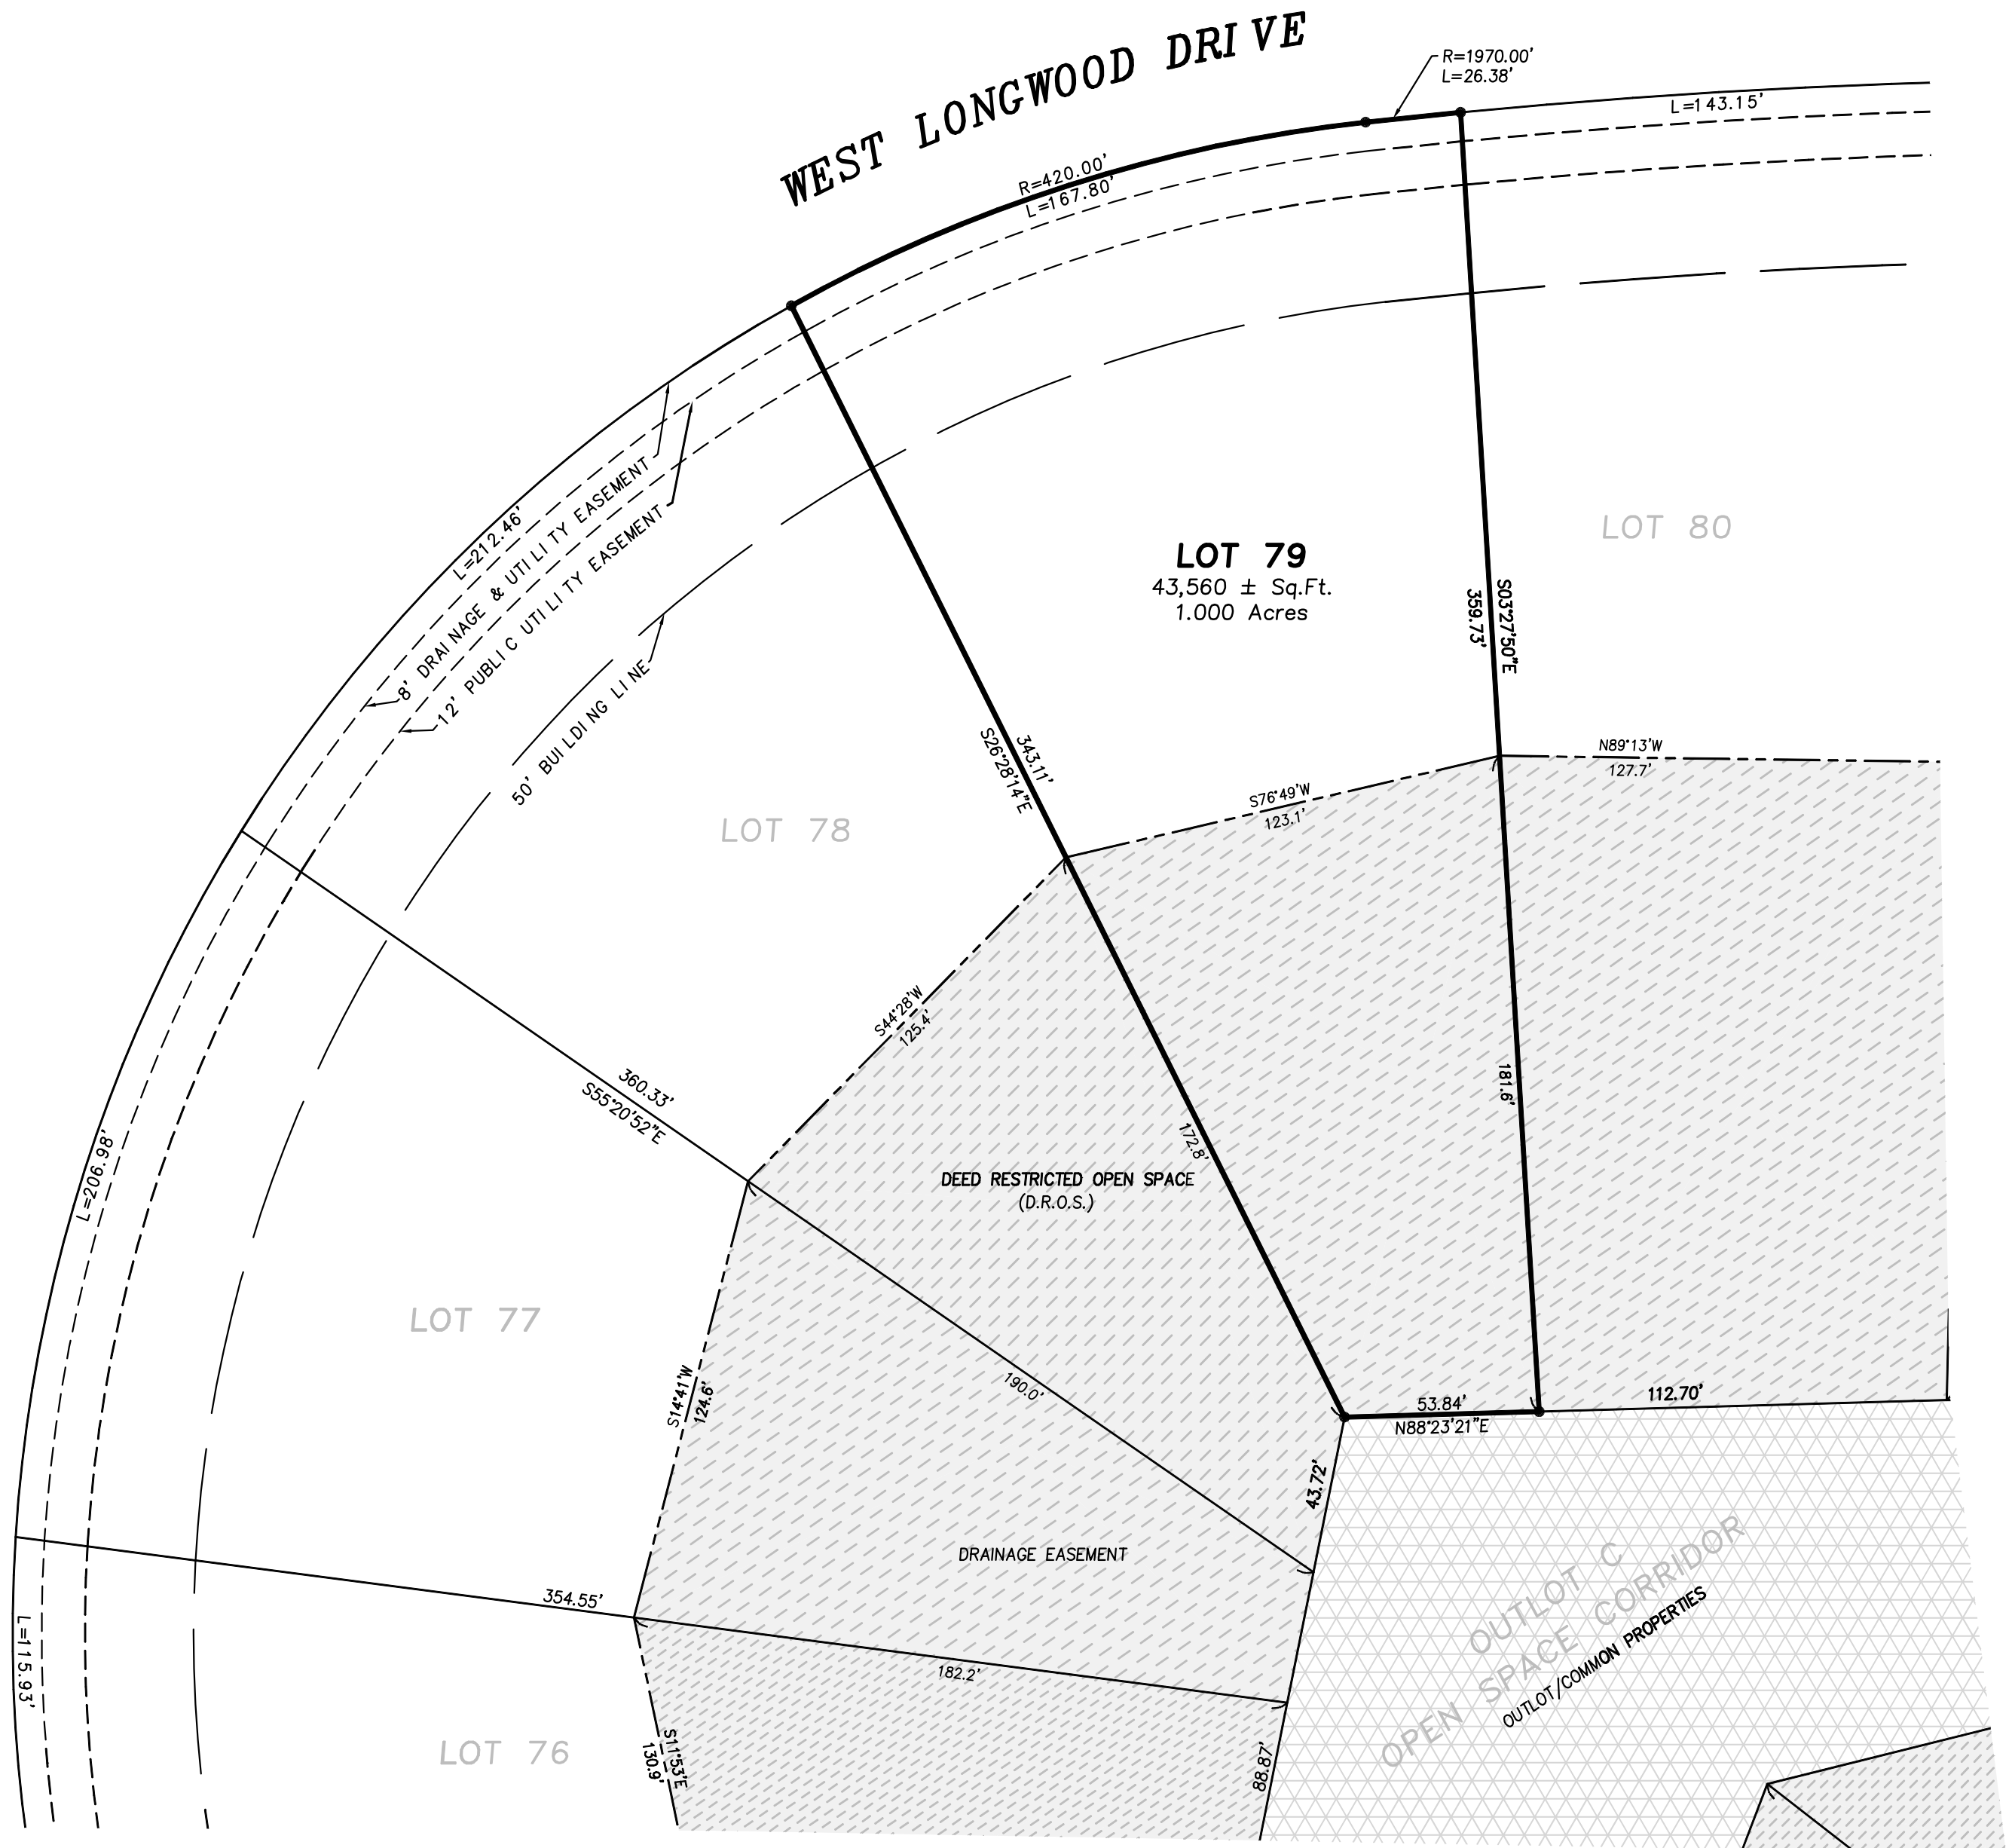 WEST LONGWOOD DRIVE
R=1970.00'
L=26.38'
L=143.15'
R=420.00'
L=167.80'
L=212.46'
8' DRAINAGE & UTILITY EASEMENT
12' PUBLIC UTILITY EASEMENT
50' BUILDING LINE
LOT 79
43,560 ± Sq.Ft.
1.000 Acres
LOT 80
S03°27'50"E
359.73'
343.11'
S26°28'14"E
N89°13'W
127.7'
S76°49'W
123.1'
LOT 78
S44°28'W
125.4'
360.33'
S55°20'52"E
181.6'
172.8'
DEED RESTRICTED OPEN SPACE
(D.R.O.S.)
L=206.98'
LOT 77
S14°41'W
124.6'
190.0'
53.84'
N88°23'21"E
112.70'
43.72'
DRAINAGE EASEMENT
354.55'
182.2'
L=115.93'
LOT 76
S11°53'E
130.9'
88.87'
OUTLOT C
OPEN SPACE CORRIDOR
OUTLOT/COMMON PROPERTIES